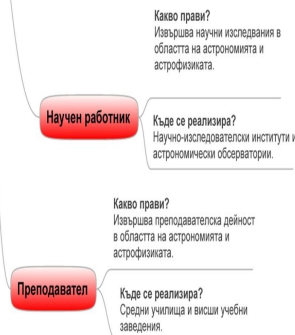 Какво прави?
Извършва научни изследвания в
областта на астрономията и
астрофизиката.
Научен работник
Къде се реализира?
Научно-изследователски институти и
астрономически обсерватории.
Какво прави?
Извършва преподавателска дейност
в областта на астрономията и
астрофизиката.
Преподавател
Къде се реализира?
Средни училища и висши учебни
заведения.